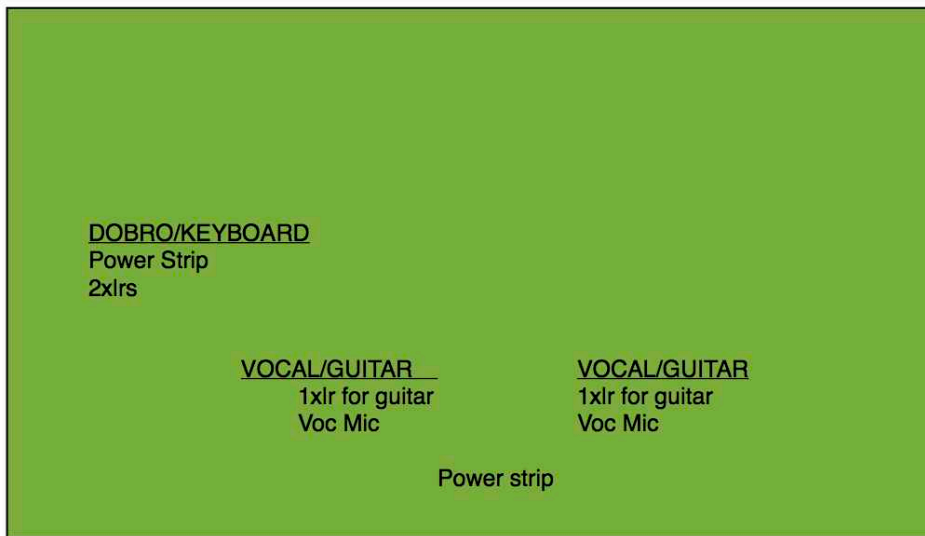 DOBRO/KEYBOARD
Power Strip
2xlrs
VOCAL/GUITAR
1xlr for guitar
Voc Mic
VOCAL/GUITAR
1xlr for guitar
Voc Mic
Power strip